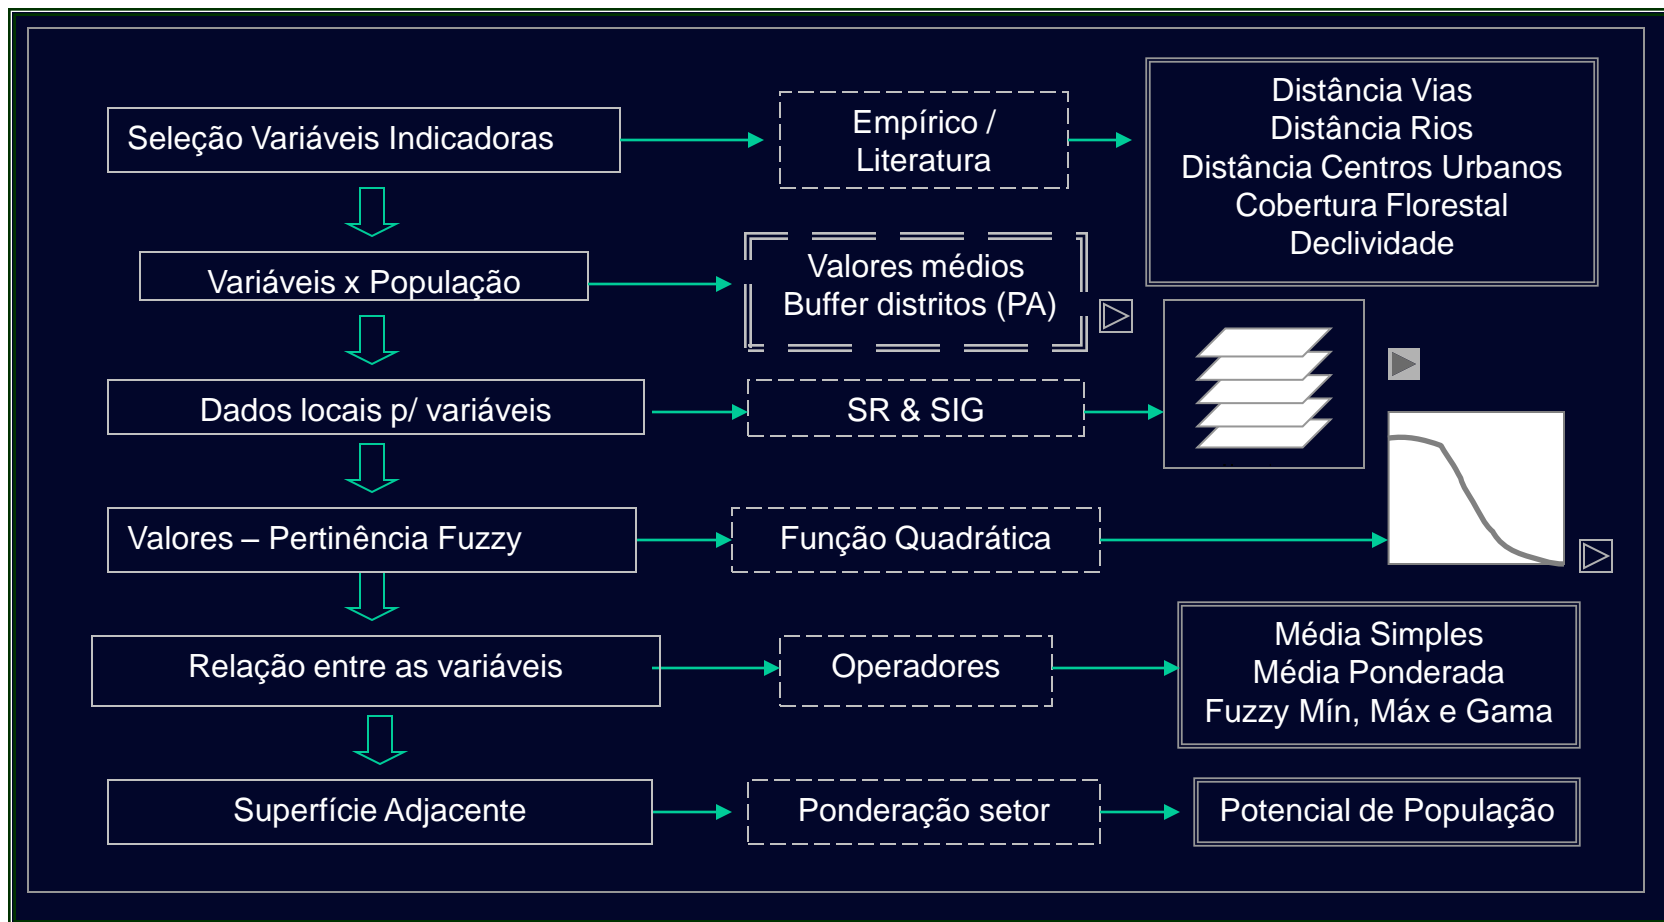 Seleção Variáveis Indicadoras
Empírico /
Literatura
Distância Vias
Distância Rios
Distância Centros Urbanos
Cobertura Florestal
Declividade
Variáveis x População
Valores médios
Buffer distritos (PA)
Dados locais p/ variáveis
SR & SIG
Valores – Pertinência Fuzzy
Função Quadrática
Relação entre as variáveis
Operadores
Média Simples
Média Ponderada
Fuzzy Mín, Máx e Gama
Superfície Adjacente
Ponderação setor
Potencial de População